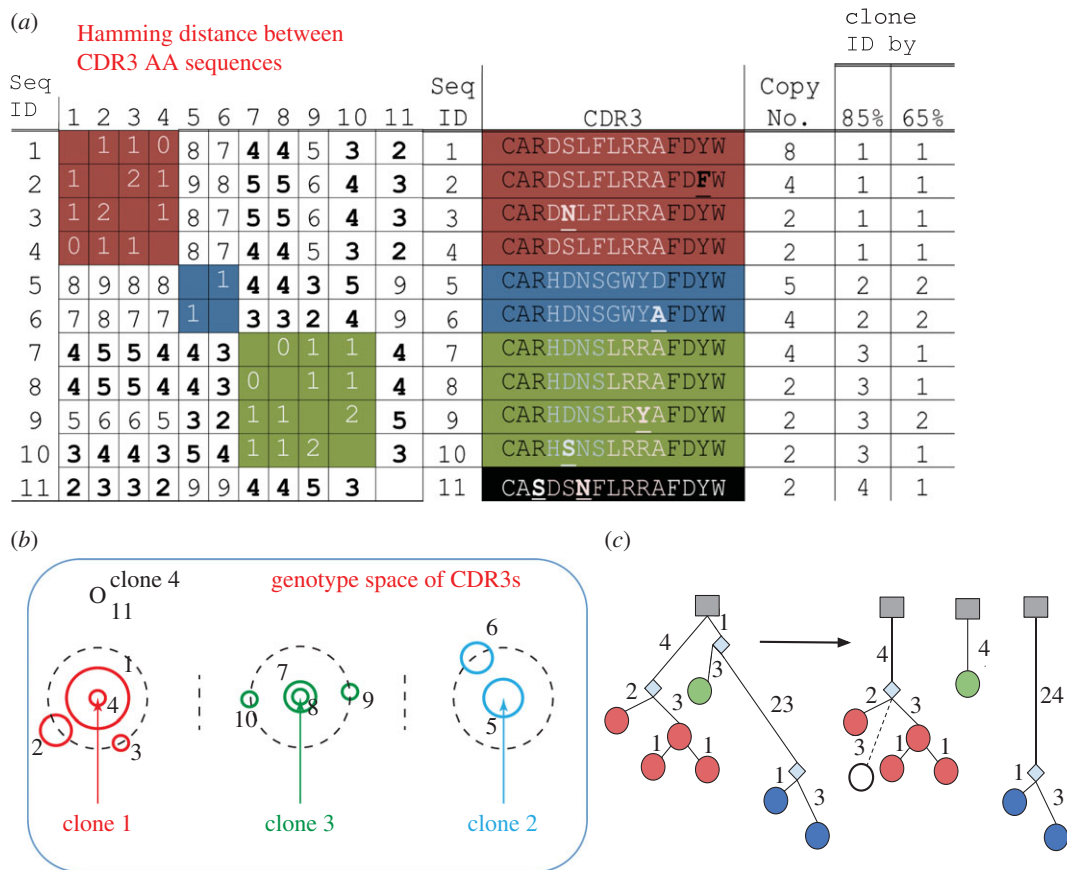 (a)
Hamming distance between
CDR3 AA sequences
clone
ID by
Seq
ID 1 2 3 4 5 6 7 8 9 10 11 Seq
ID CDR3 Copy
No. 85% 65%
1 1 1 0 8 7 4 4 5 3 2 1 CARDSLFLRRAFDYW 8 1 1
2 1 2 1 9 8 5 5 6 4 3 2 CARDSLFLRRAFDFW 4 1 1
3 1 2 1 8 7 5 5 6 4 3 3 CARDNLFLRRAFDYW 2 1 1
4 0 1 1 8 7 4 4 5 3 2 4 CARDSLFLRRAFDYW 2 1 1
5 8 9 8 8 1 4 4 3 5 9 5 CARHDNSGWYDFDYW 5 2 2
6 7 8 7 7 1 3 3 2 4 9 6 CARHDNSGWYAFDYW 4 2 2
7 4 5 5 4 4 3 0 1 1 4 7 CARHDNSLRRAFDYW 4 3 1
8 4 5 5 4 4 3 0 1 1 4 8 CARHDNSLRRAFDYW 2 3 1
9 5 6 6 5 3 2 1 1 2 5 9 CARHDNSLRYAFDYW 2 3 2
10 3 4 4 3 5 4 1 1 2 3 10 CARHSNSLRRAFDYW 2 3 1
11 2 3 3 2 9 9 4 4 5 3 11 CASDSNFLRRAFDYW 2 4 1
(b)
clone 4
11
genotype space of CDR3s
1
4
2
3
clone 1
7
8
10
9
clone 3
6
5
clone 2
(c)
4
1
2
3
3
1
1
23
1
3
4
2
3
3
1
1
4
24
1
3